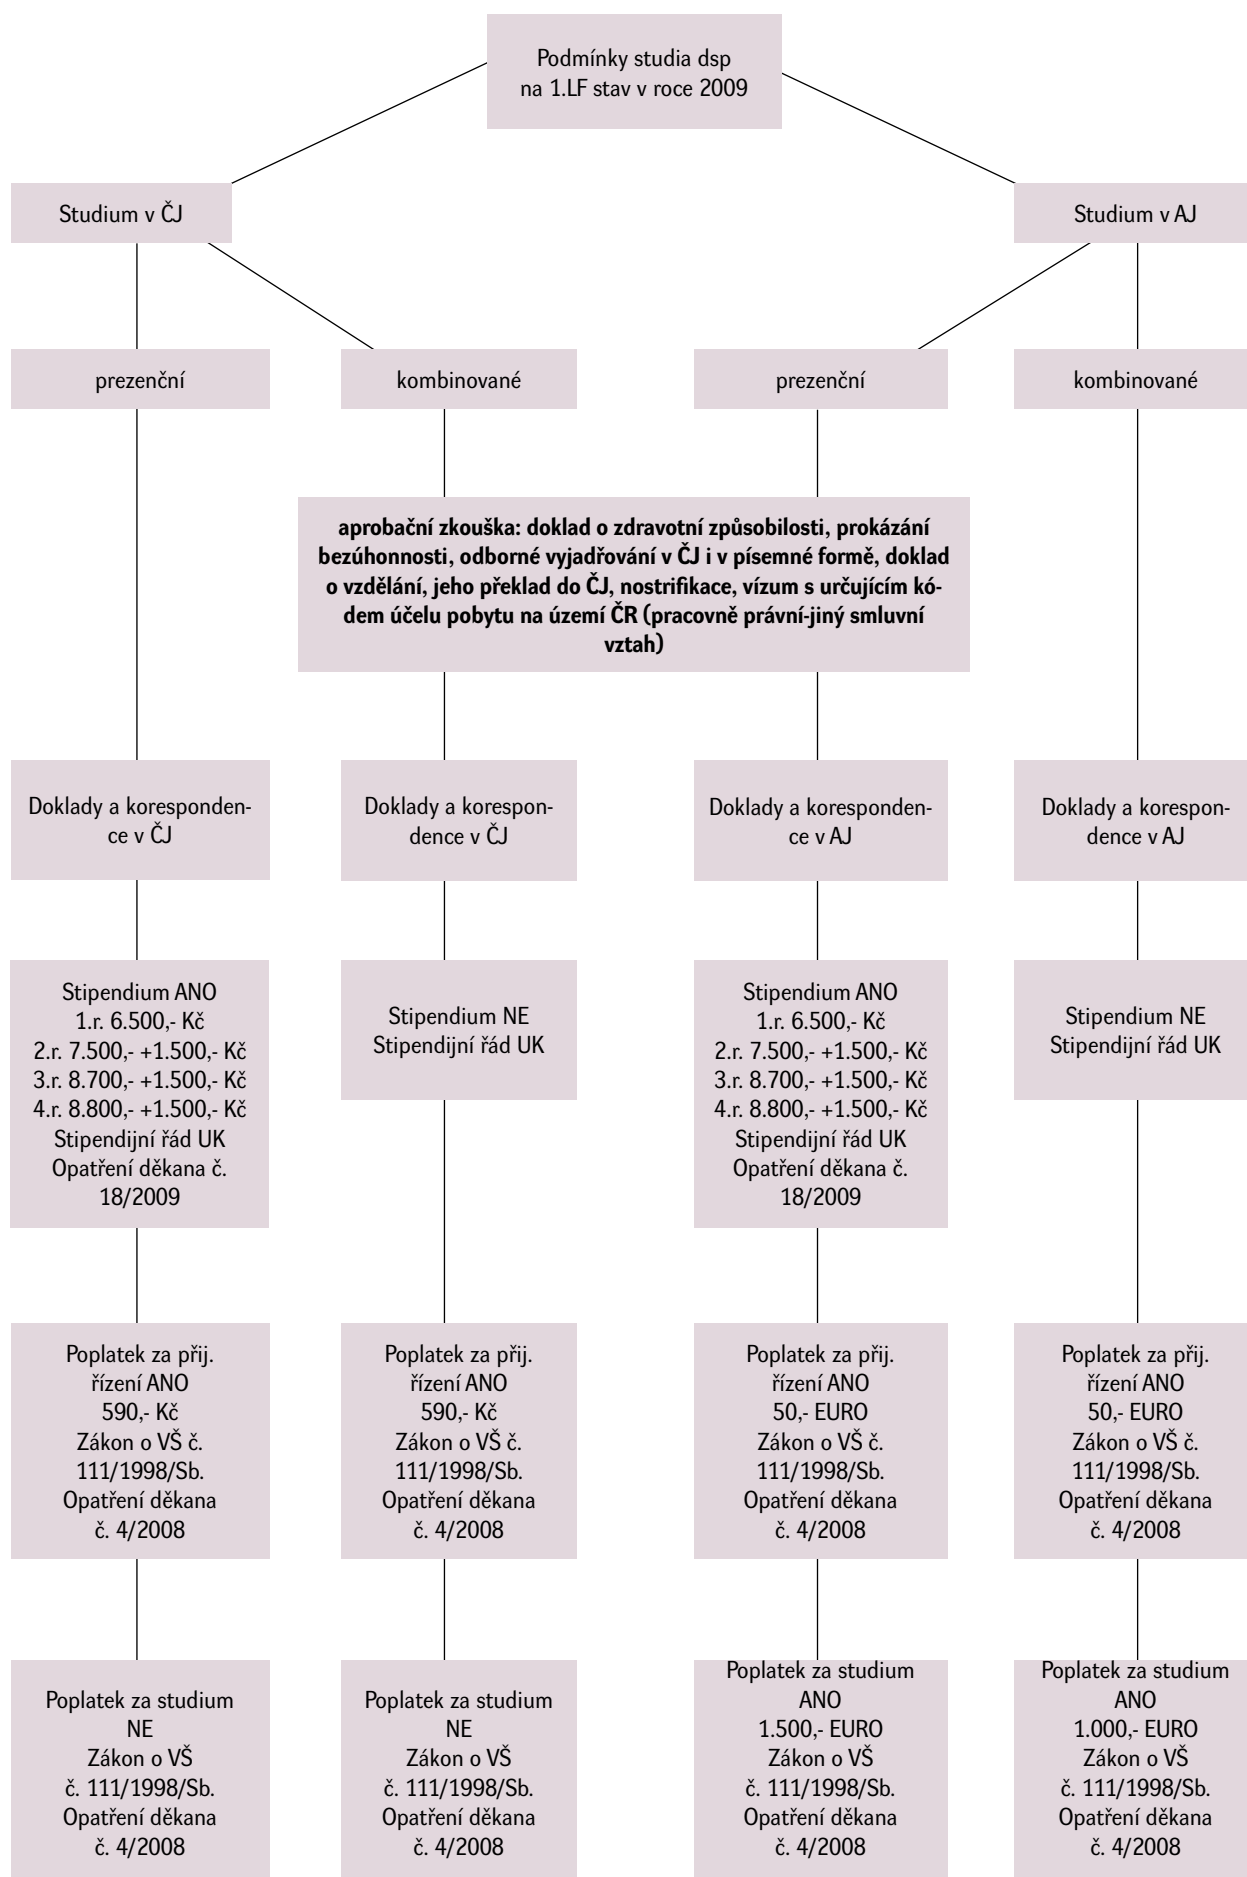 Podmínky studia dsp
na 1.LF stav v roce 2009
Studium v ČJ
Studium v AJ
prezenční
kombinované
prezenční
kombinované
aprobační zkouška: doklad o zdravotní způsobilosti, prokázání
bezúhonnosti, odborné vyjadřování v ČJ i v písemné formě, doklad
o vzdělání, jeho překlad do ČJ, nostrifikace, vízum s určujícím kó-
dem účelu pobytu na území ČR (pracovně právní-jiný smluvní
vztah)
Doklady a koresponden-
ce v ČJ
Doklady a korespon-
dence v ČJ
Doklady a koresponden-
ce v AJ
Doklady a korespon-
dence v AJ
Stipendium ANO
1.r. 6.500,- Kč
2.r. 7.500,- +1.500,- Kč
3.r. 8.700,- +1.500,- Kč
4.r. 8.800,- +1.500,- Kč
Stipendijní řád UK
Opatření děkana č.
18/2009
Stipendium NE
Stipendijní řád UK
Stipendium ANO
1.r. 6.500,- Kč
2.r. 7.500,- +1.500,- Kč
3.r. 8.700,- +1.500,- Kč
4.r. 8.800,- +1.500,- Kč
Stipendijní řád UK
Opatření děkana č.
18/2009
Stipendium NE
Stipendijní řád UK
Poplatek za přij.
řízení ANO
590,- Kč
Zákon o VŠ č.
111/1998/Sb.
Opatření děkana
č. 4/2008
Poplatek za přij.
řízení ANO
590,- Kč
Zákon o VŠ č.
111/1998/Sb.
Opatření děkana
č. 4/2008
Poplatek za přij.
řízení ANO
50,- EURO
Zákon o VŠ č.
111/1998/Sb.
Opatření děkana
č. 4/2008
Poplatek za přij.
řízení ANO
50,- EURO
Zákon o VŠ č.
111/1998/Sb.
Opatření děkana
č. 4/2008
Poplatek za studium
NE
Zákon o VŠ
č. 111/1998/Sb.
Opatření děkana
č. 4/2008
Poplatek za studium
NE
Zákon o VŠ
č. 111/1998/Sb.
Opatření děkana
č. 4/2008
Poplatek za studium
ANO
1.500,- EURO
Zákon o VŠ
č. 111/1998/Sb.
Opatření děkana
č. 4/2008
Poplatek za studium
ANO
1.000,- EURO
Zákon o VŠ
č. 111/1998/Sb.
Opatření děkana
č. 4/2008